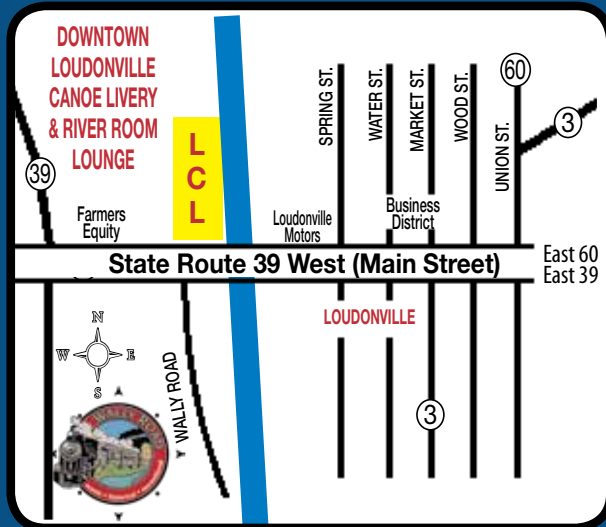 DOWNTOWN
LOUDONVILLE
CANOE LIVERY
& RIVER ROOM
LOUNGE
L
C
L
39
Farmers
Equity
Loudonville
Motors
SPRING ST.
WATER ST.
MARKET ST.
WOOD ST.
UNION ST.
60
3
Business
District
State Route 39 West (Main Street)
East 60
East 39
LOUDONVILLE
WALLY ROAD
3
N
W
E
S
WALLY ROAD